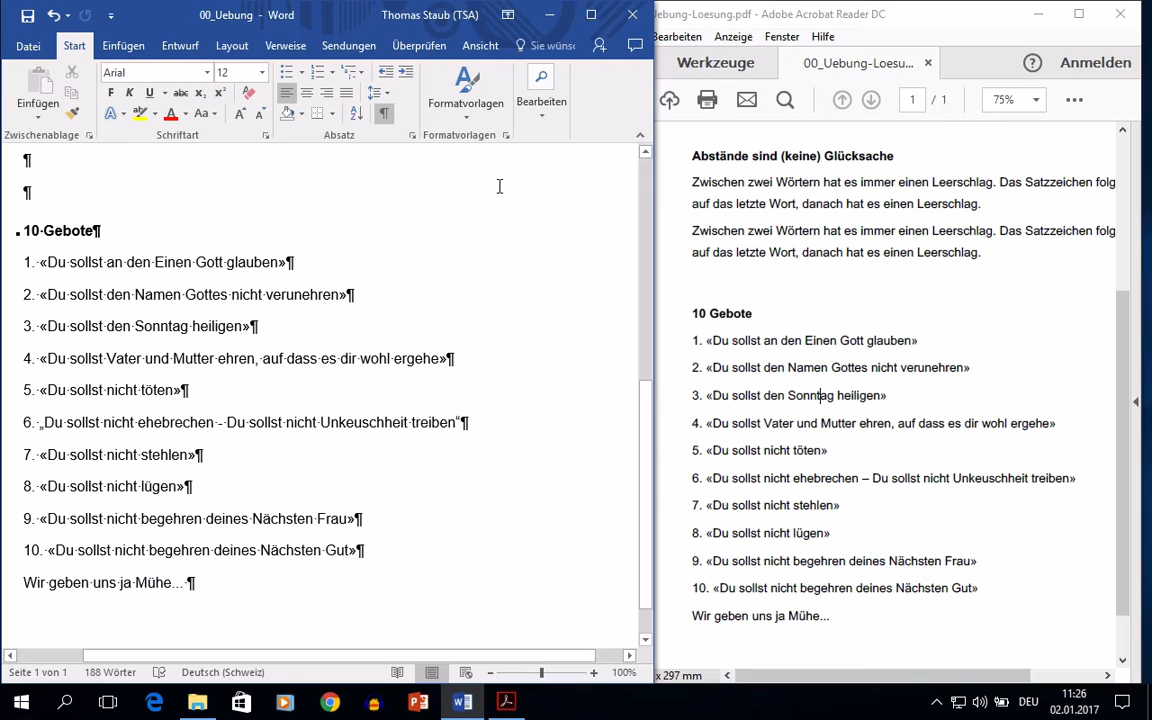 00_Uebung - Word
Thomas Staub (TSA)
Datei Start Einfügen Entwurf Layout Verweise Sendungen Überprüfen Ansicht Sie wünsc
Arial 12
F K U abc x₂ x²
Einfügen
Formatvorlagen
Bearbeiten
Zwischenablage Schriftart Absatz Formatvorlagen
¶
¶
10·Gebote¶
1.·«Du·sollst·an·den·Einen·Gott·glauben»¶
2.·«Du·sollst·den·Namen·Gottes·nicht·verunehren»¶
3.·«Du·sollst·den·Sonntag·heiligen»¶
4.·«Du·sollst·Vater·und·Mutter·ehren,·auf·dass·es·dir·wohl·ergehe»¶
5.·«Du·sollst·nicht·töten»¶
6.·„Du·sollst·nicht·ehebrechen·-·Du·sollst·nicht·Unkeuschheit·treiben“¶
7.·«Du·sollst·nicht·stehlen»¶
8.·«Du·sollst·nicht·lügen»¶
9.·«Du·sollst·nicht·begehren·deines·Nächsten·Frau»¶
10.·«Du·sollst·nicht·begehren·deines·Nächsten·Gut»¶
Wir·geben·uns·ja·Mühe...·¶
Seite 1 von 1 188 Wörter Deutsch (Schweiz) 100%
Uebung-Loesung.pdf - Adobe Acrobat Reader DC
Bearbeiten Anzeige Fenster Hilfe
Werkzeuge 00_Uebung-Loesu... Anmelden
1 / 1 75%
Abstände sind (keine) Glücksache
Zwischen zwei Wörtern hat es immer einen Leerschlag. Das Satzzeichen folg
auf das letzte Wort, danach hat es einen Leerschlag.
Zwischen zwei Wörtern hat es immer einen Leerschlag. Das Satzzeichen folg
auf das letzte Wort, danach hat es einen Leerschlag.
10 Gebote
1. «Du sollst an den Einen Gott glauben»
2. «Du sollst den Namen Gottes nicht verunehren»
3. «Du sollst den Sonntag heiligen»
4. «Du sollst Vater und Mutter ehren, auf dass es dir wohl ergehe»
5. «Du sollst nicht töten»
6. «Du sollst nicht ehebrechen – Du sollst nicht Unkeuschheit treiben»
7. «Du sollst nicht stehlen»
8. «Du sollst nicht lügen»
9. «Du sollst nicht begehren deines Nächsten Frau»
10. «Du sollst nicht begehren deines Nächsten Gut»
Wir geben uns ja Mühe...
x 297 mm
DEU
11:26
02.01.2017